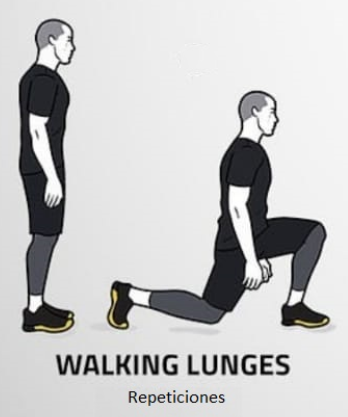 WALKING LUNGES
Repeticiones